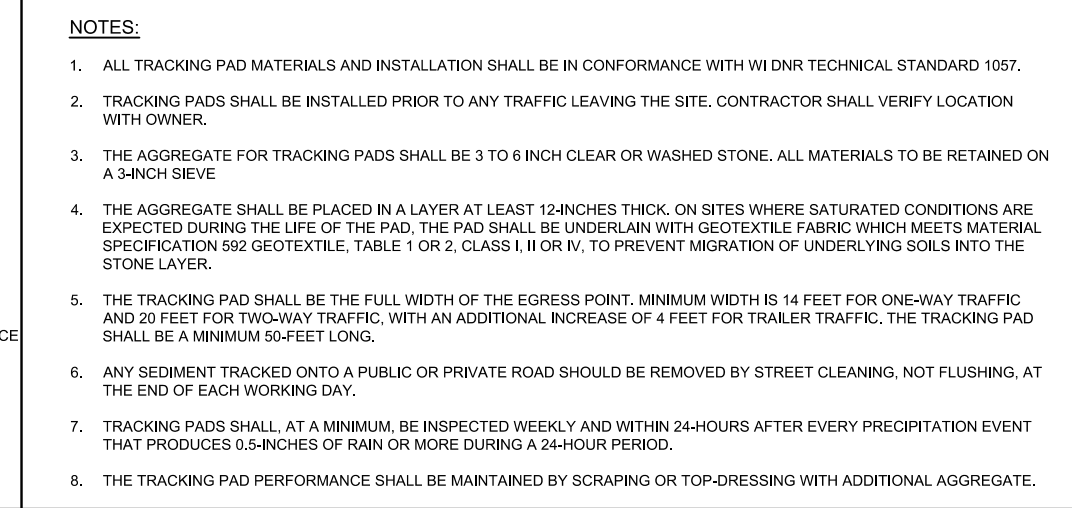 NOTES:
1. ALL TRACKING PAD MATERIALS AND INSTALLATION SHALL BE IN CONFORMANCE WITH WI DNR TECHNICAL STANDARD 1057.
2. TRACKING PADS SHALL BE INSTALLED PRIOR TO ANY TRAFFIC LEAVING THE SITE. CONTRACTOR SHALL VERIFY LOCATION
WITH OWNER.
3. THE AGGREGATE FOR TRACKING PADS SHALL BE 3 TO 6 INCH CLEAR OR WASHED STONE. ALL MATERIALS TO BE RETAINED ON
A 3-INCH SIEVE
4. THE AGGREGATE SHALL BE PLACED IN A LAYER AT LEAST 12-INCHES THICK. ON SITES WHERE SATURATED CONDITIONS ARE
EXPECTED DURING THE LIFE OF THE PAD, THE PAD SHALL BE UNDERLAIN WITH GEOTEXTILE FABRIC WHICH MEETS MATERIAL
SPECIFICATION 592 GEOTEXTILE, TABLE 1 OR 2, CLASS I, II OR IV, TO PREVENT MIGRATION OF UNDERLYING SOILS INTO THE
STONE LAYER.
5. THE TRACKING PAD SHALL BE THE FULL WIDTH OF THE EGRESS POINT. MINIMUM WIDTH IS 14 FEET FOR ONE-WAY TRAFFIC
AND 20 FEET FOR TWO-WAY TRAFFIC, WITH AN ADDITIONAL INCREASE OF 4 FEET FOR TRAILER TRAFFIC. THE TRACKING PAD
SHALL BE A MINIMUM 50-FEET LONG.
CE
6. ANY SEDIMENT TRACKED ONTO A PUBLIC OR PRIVATE ROAD SHOULD BE REMOVED BY STREET CLEANING, NOT FLUSHING, AT
THE END OF EACH WORKING DAY.
7. TRACKING PADS SHALL, AT A MINIMUM, BE INSPECTED WEEKLY AND WITHIN 24-HOURS AFTER EVERY PRECIPITATION EVENT
THAT PRODUCES 0.5-INCHES OF RAIN OR MORE DURING A 24-HOUR PERIOD.
8. THE TRACKING PAD PERFORMANCE SHALL BE MAINTAINED BY SCRAPING OR TOP-DRESSING WITH ADDITIONAL AGGREGATE.